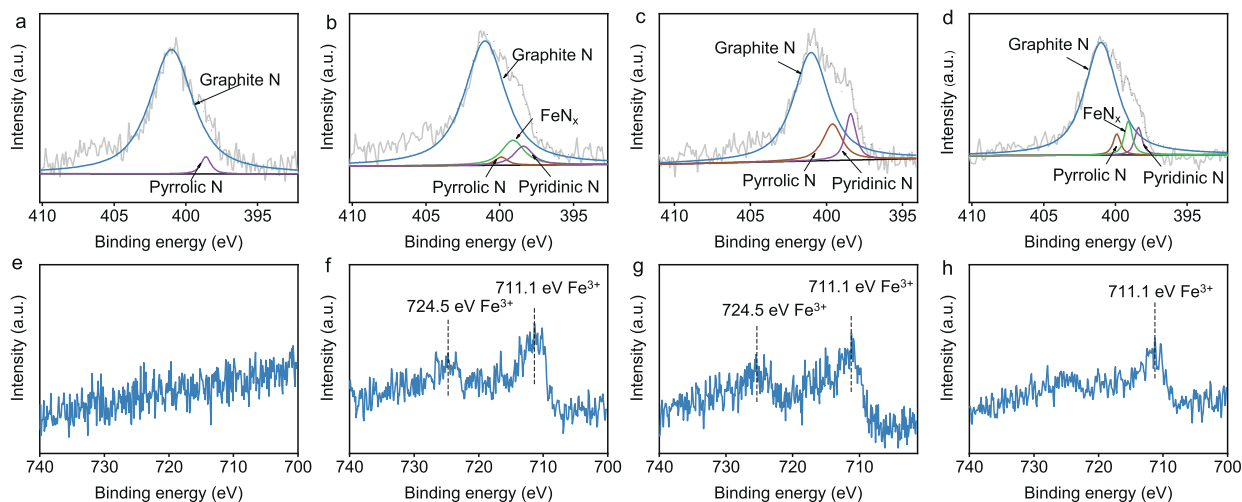 a
Intensity (a.u.)
Graphite N
Pyrrolic N
410 405 400 395
Binding energy (eV)
b
Intensity (a.u.)
Graphite N
FeNx
Pyrrolic N
Pyridinic N
410 405 400 395
Binding energy (eV)
c
Intensity (a.u.)
Graphite N
Pyrrolic N
Pyridinic N
410 405 400 395
Binding energy (eV)
d
Intensity (a.u.)
Graphite N
FeNx
Pyrrolic N
Pyridinic N
410 405 400 395
Binding energy (eV)
e
Intensity (a.u.)
740 730 720 710 700
Binding energy (eV)
f
Intensity (a.u.)
711.1 eV Fe³⁺
724.5 eV Fe³⁺
740 730 720 710 700
Binding energy (eV)
g
Intensity (a.u.)
711.1 eV Fe³⁺
724.5 eV Fe³⁺
740 730 720 710
Binding energy (eV)
h
Intensity (a.u.)
711.1 eV Fe³⁺
740 730 720 710 700
Binding energy (eV)